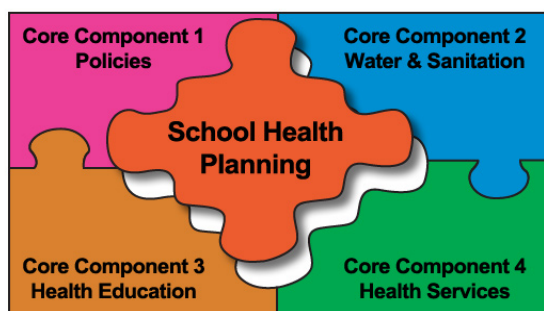 Core Component 1
Policies
Core Component 2
Water & Sanitation
School Health
Planning
Core Component 3
Health Education
Core Component 4
Health Services